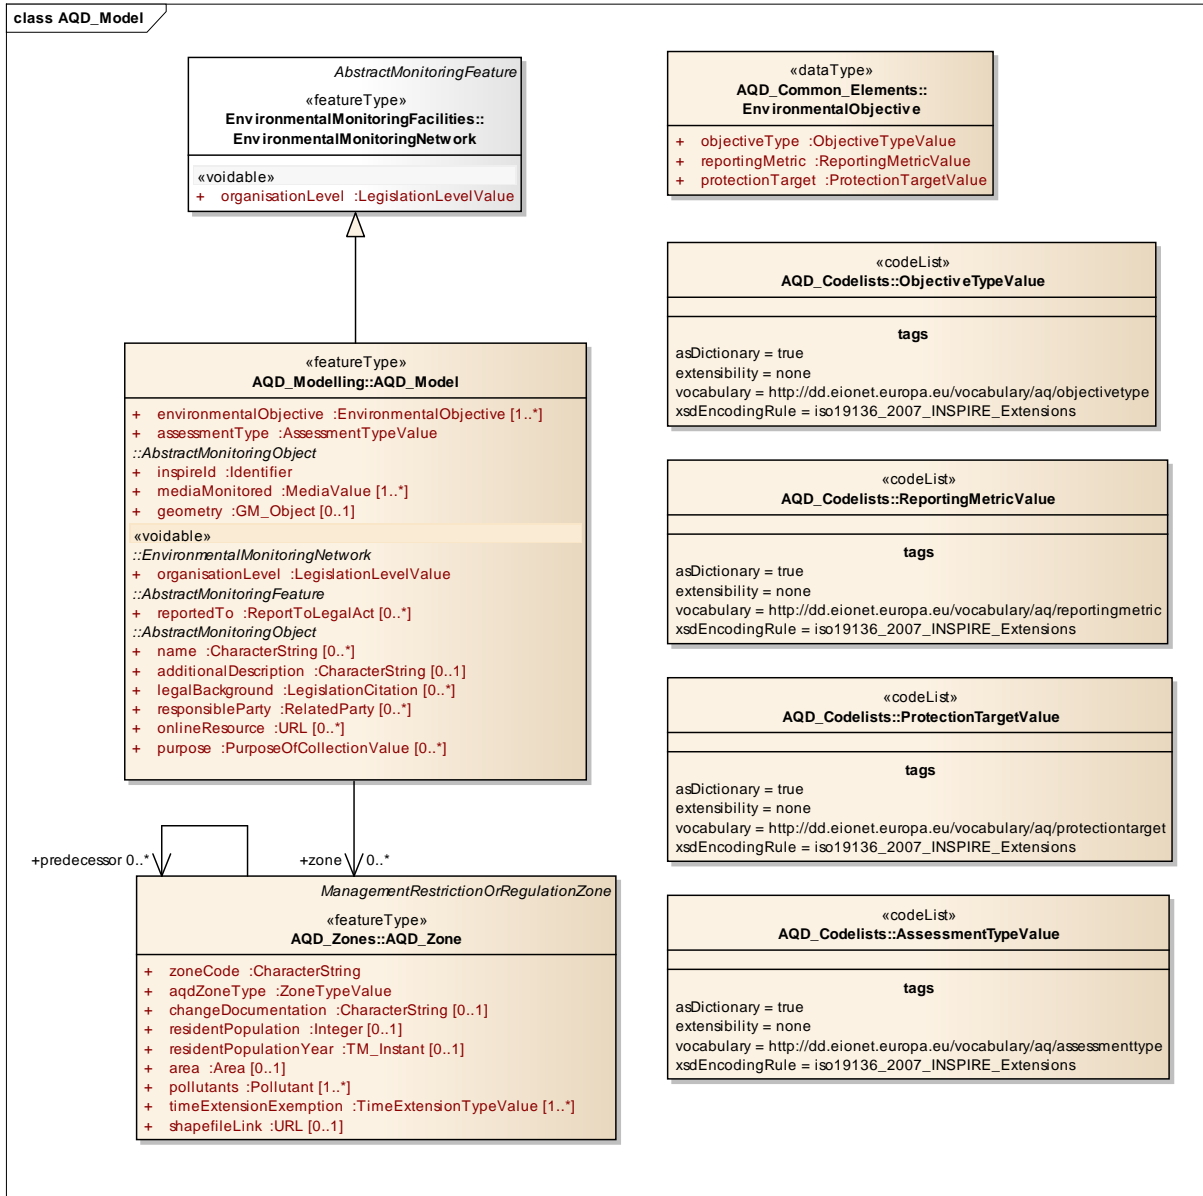 class AQD_Model
AbstractMonitoringFeature
«featureType»
EnvironmentalMonitoringFacilities::
EnvironmentalMonitoringNetwork
«voidable»
+ organisationLevel :LegislationLevelValue
«featureType»
AQD_Modelling::AQD_Model
+ environmentalObjective :EnvironmentalObjective [1..*]
+ assessmentType :AssessmentTypeValue
::AbstractMonitoringObject
+ inspireId :Identifier
+ mediaMonitored :MediaValue [1..*]
+ geometry :GM_Object [0..1]
«voidable»
::EnvironmentalMonitoringNetwork
+ organisationLevel :LegislationLevelValue
::AbstractMonitoringFeature
+ reportedTo :ReportToLegalAct [0..*]
::AbstractMonitoringObject
+ name :CharacterString [0..*]
+ additionalDescription :CharacterString [0..1]
+ legalBackground :LegislationCitation [0..*]
+ responsibleParty :RelatedParty [0..*]
+ onlineResource :URL [0..*]
+ purpose :PurposeOfCollectionValue [0..*]
+predecessor 0..*
+zone 0..*
ManagementRestrictionOrRegulationZone
«featureType»
AQD_Zones::AQD_Zone
+ zoneCode :CharacterString
+ aqdZoneType :ZoneTypeValue
+ changeDocumentation :CharacterString [0..1]
+ residentPopulation :Integer [0..1]
+ residentPopulationYear :TM_Instant [0..1]
+ area :Area [0..1]
+ pollutants :Pollutant [1..*]
+ timeExtensionExemption :TimeExtensionTypeValue [1..*]
+ shapefileLink :URL [0..1]
«dataType»
AQD_Common_Elements::
EnvironmentalObjective
+ objectiveType :ObjectiveTypeValue
+ reportingMetric :ReportingMetricValue
+ protectionTarget :ProtectionTargetValue
«codeList»
AQD_Codelists::ObjectiveTypeValue
tags
asDictionary = true
extensibility = none
vocabulary = http://dd.eionet.europa.eu/vocabulary/aq/objectivetype
xsdEncodingRule = iso19136_2007_INSPIRE_Extensions
«codeList»
AQD_Codelists::ReportingMetricValue
tags
asDictionary = true
extensibility = none
vocabulary = http://dd.eionet.europa.eu/vocabulary/aq/reportingmetric
xsdEncodingRule = iso19136_2007_INSPIRE_Extensions
«codeList»
AQD_Codelists::ProtectionTargetValue
tags
asDictionary = true
extensibility = none
vocabulary = http://dd.eionet.europa.eu/vocabulary/aq/protectiontarget
xsdEncodingRule = iso19136_2007_INSPIRE_Extensions
«codeList»
AQD_Codelists::AssessmentTypeValue
tags
asDictionary = true
extensibility = none
vocabulary = http://dd.eionet.europa.eu/vocabulary/aq/assessmenttype
xsdEncodingRule = iso19136_2007_INSPIRE_Extensions